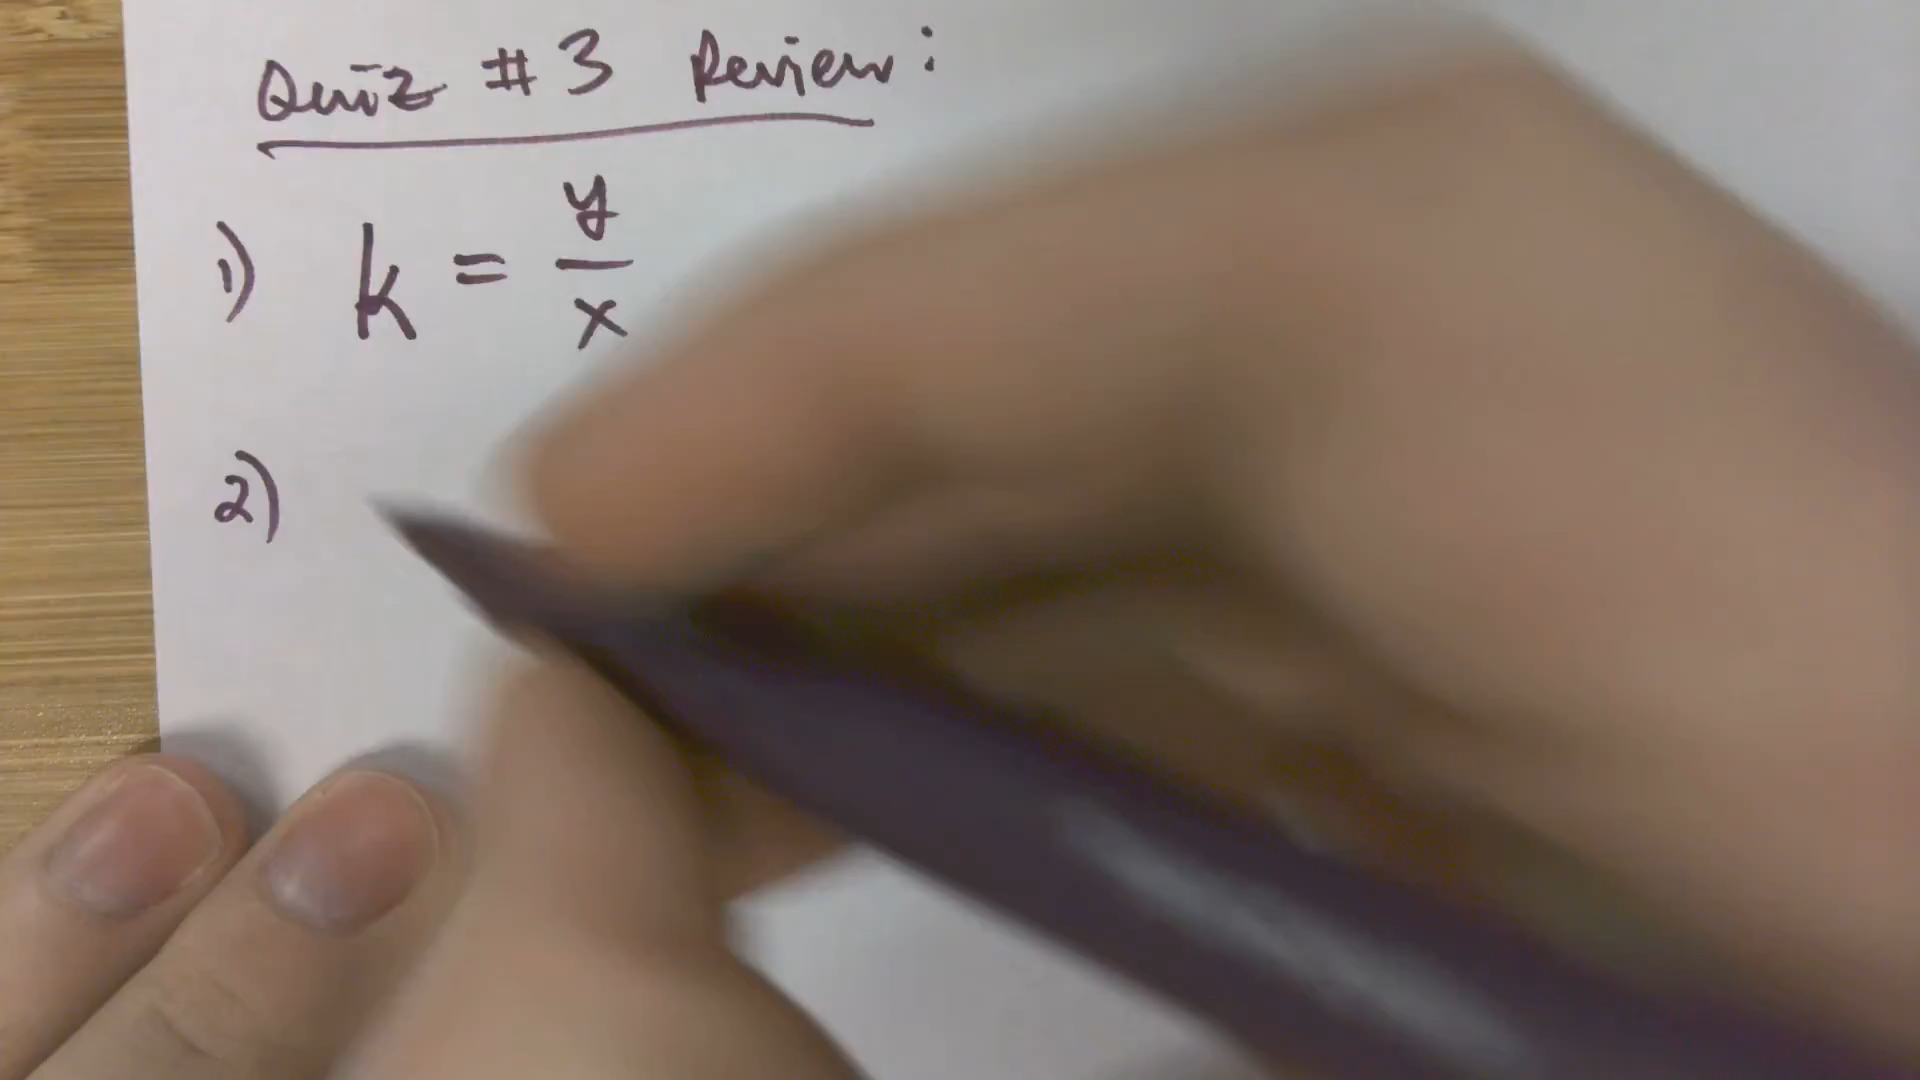 Quiz #3 Review:
1) k = y/x
2)